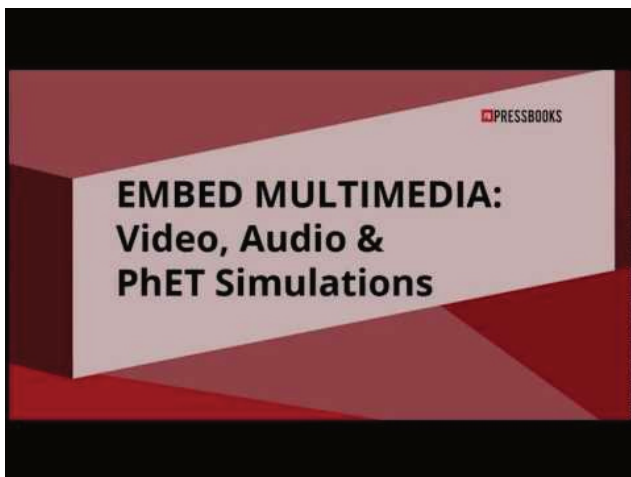 PRESSBOOKS
EMBED MULTIMEDIA:
Video, Audio &
PhET Simulations